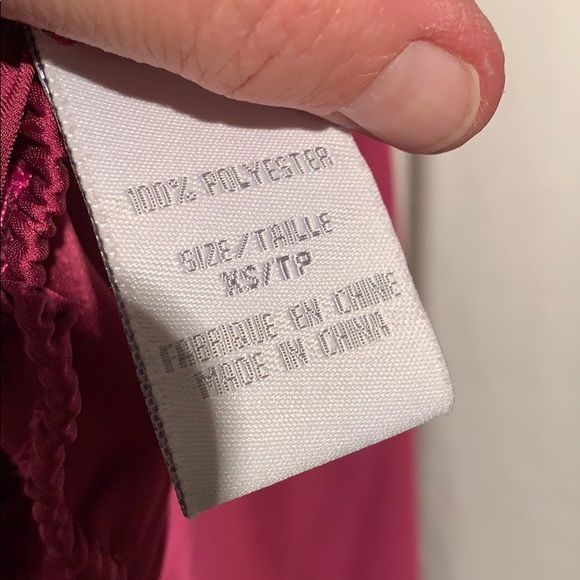 100% POLYESTER
SIZE/TAILLE
XS/TP
FABRIQUE EN CHINE
MADE IN CHINA